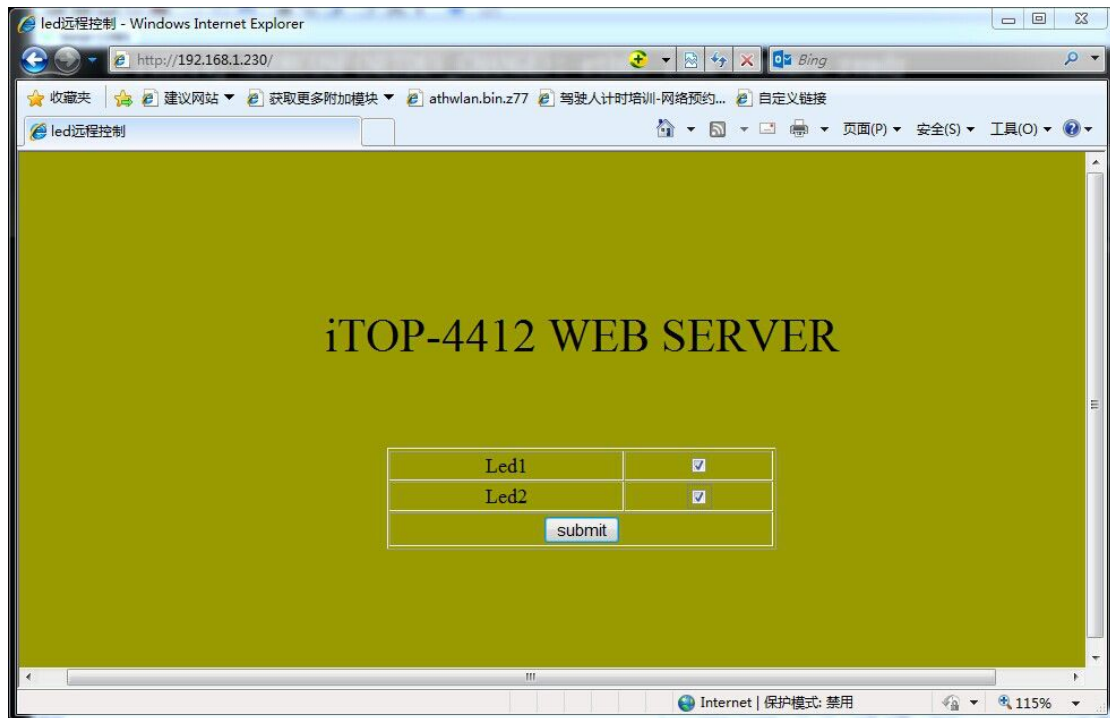 led远程控制 - Windows Internet Explorer
http://192.168.1.230/ Bing
收藏夹 建议网站 获取更多附加模块 athwlan.bin.z77 驾驶人计时培训-网络预约... 自定义链接
led远程控制 页面(P) 安全(S) 工具(O)
iTOP-4412 WEB SERVER
Led1
Led2
submit
Internet | 保护模式: 禁用 115%